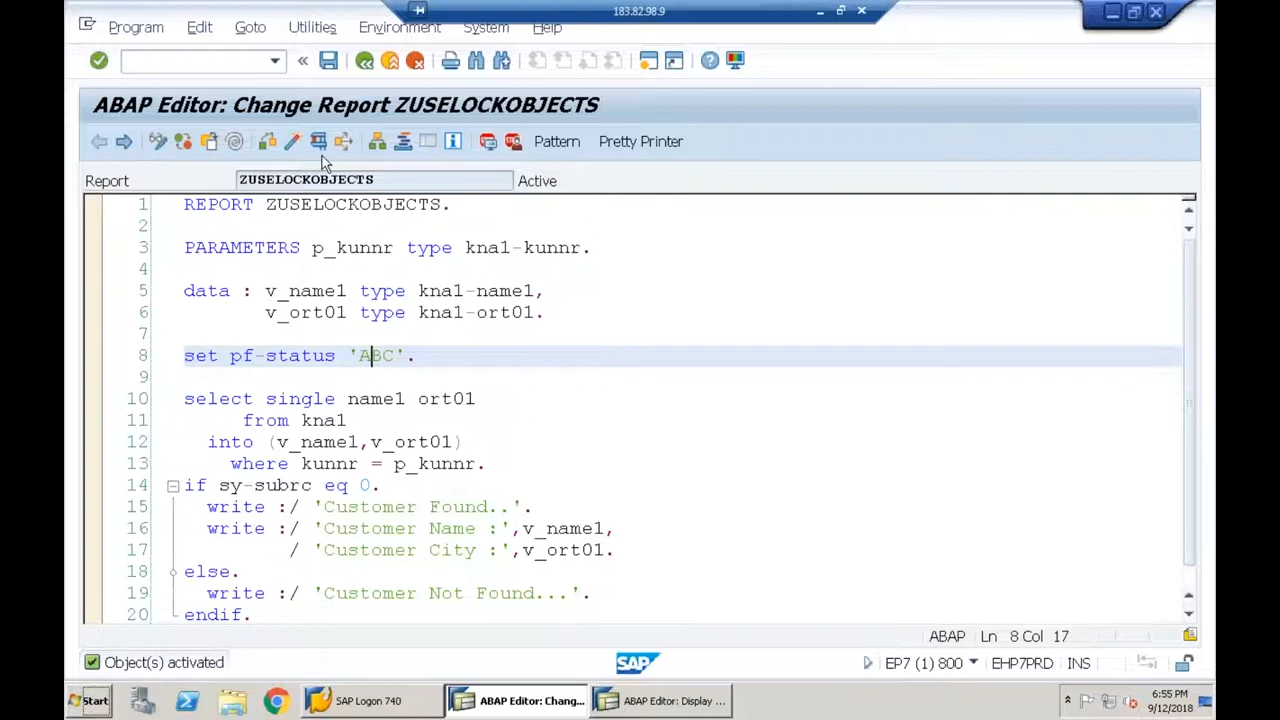 183.82.98.9
Program Edit Goto Utilities Environment System Help
ABAP Editor: Change Report ZUSELOCKOBJECTS
Pattern Pretty Printer
Report ZUSELOCKOBJECTS Active
1 REPORT ZUSELOCKOBJECTS.
2
3 PARAMETERS p_kunnr type kna1-kunnr.
4
5 data : v_name1 type kna1-name1,
6 v_ort01 type kna1-ort01.
7
8 set pf-status 'ABC'.
9
10 select single name1 ort01
11 from kna1
12 into (v_name1,v_ort01)
13 where kunnr = p_kunnr.
14 if sy-subrc eq 0.
15 write :/ 'Customer Found..'.
16 write :/ 'Customer Name :',v_name1,
17 / 'Customer City :',v_ort01.
18 else.
19 write :/ 'Customer Not Found...'.
20 endif.
ABAP Ln 8 Col 17
Object(s) activated SAP EP7 (1) 800 EHP7PRD INS
Start SAP Logon 740 ABAP Editor: Chang... ABAP Editor: Display ... 6:55 PM
9/12/2018